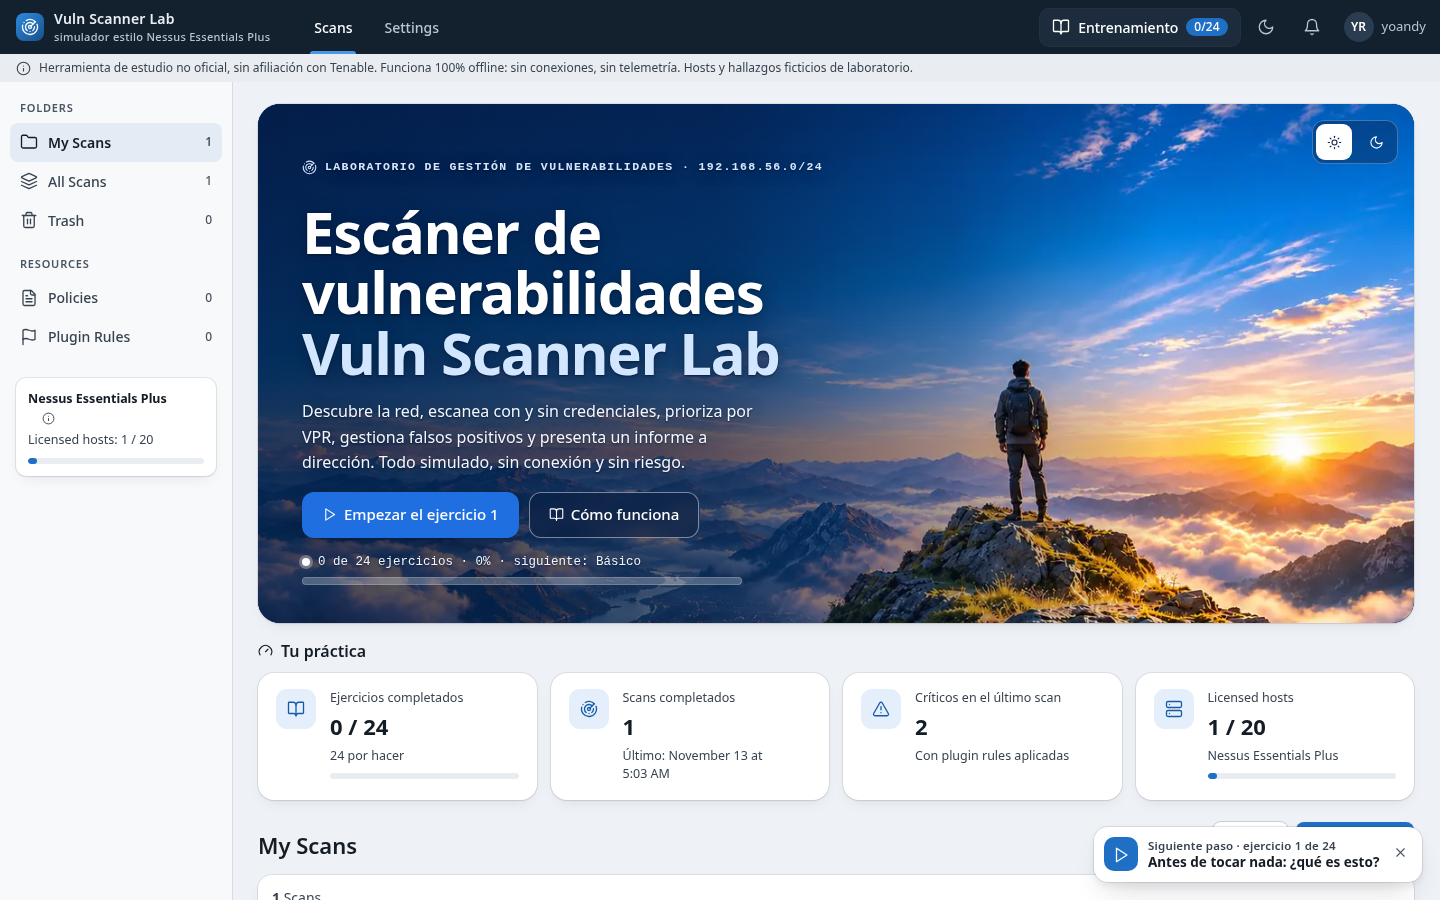 Vuln Scanner Lab
simulador estilo Nessus Essentials Plus
Scans
Settings
Entrenamiento 0/24
YR
yoandy
Herramienta de estudio no oficial, sin afiliación con Tenable. Funciona 100% offline: sin conexiones, sin telemetría. Hosts y hallazgos ficticios de laboratorio.
FOLDERS
My Scans 1
All Scans 1
Trash 0
RESOURCES
Policies 0
Plugin Rules 0
Nessus Essentials Plus
Licensed hosts: 1 / 20
LABORATORIO DE GESTIÓN DE VULNERABILIDADES · 192.168.56.0/24
Escáner de
vulnerabilidades
Vuln Scanner Lab
Descubre la red, escanea con y sin credenciales, prioriza por
VPR, gestiona falsos positivos y presenta un informe a
dirección. Todo simulado, sin conexión y sin riesgo.
Empezar el ejercicio 1
Cómo funciona
0 de 24 ejercicios · 0% · siguiente: Básico
Tu práctica
Ejercicios completados
0 / 24
24 por hacer
Scans completados
1
Último: November 13 at
5:03 AM
Críticos en el último scan
2
Con plugin rules aplicadas
Licensed hosts
1 / 20
Nessus Essentials Plus
My Scans
Siguiente paso · ejercicio 1 de 24
Antes de tocar nada: ¿qué es esto?
1 Scans